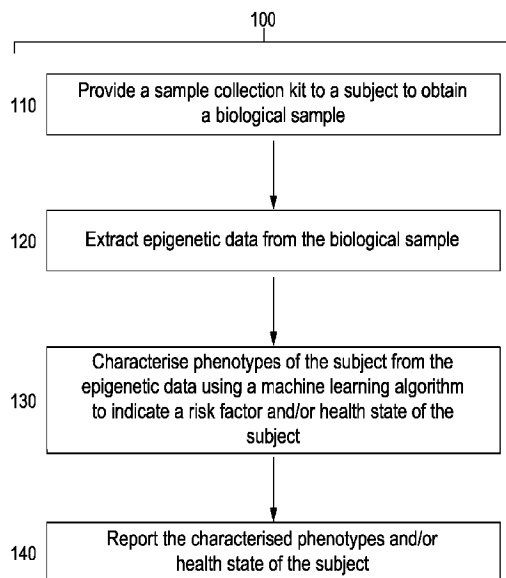 100
110
Provide a sample collection kit to a subject to obtain
a biological sample
120
Extract epigenetic data from the biological sample
130
Characterise phenotypes of the subject from the
epigenetic data using a machine learning algorithm
to indicate a risk factor and/or health state of the
subject
140
Report the characterised phenotypes and/or
health state of the subject